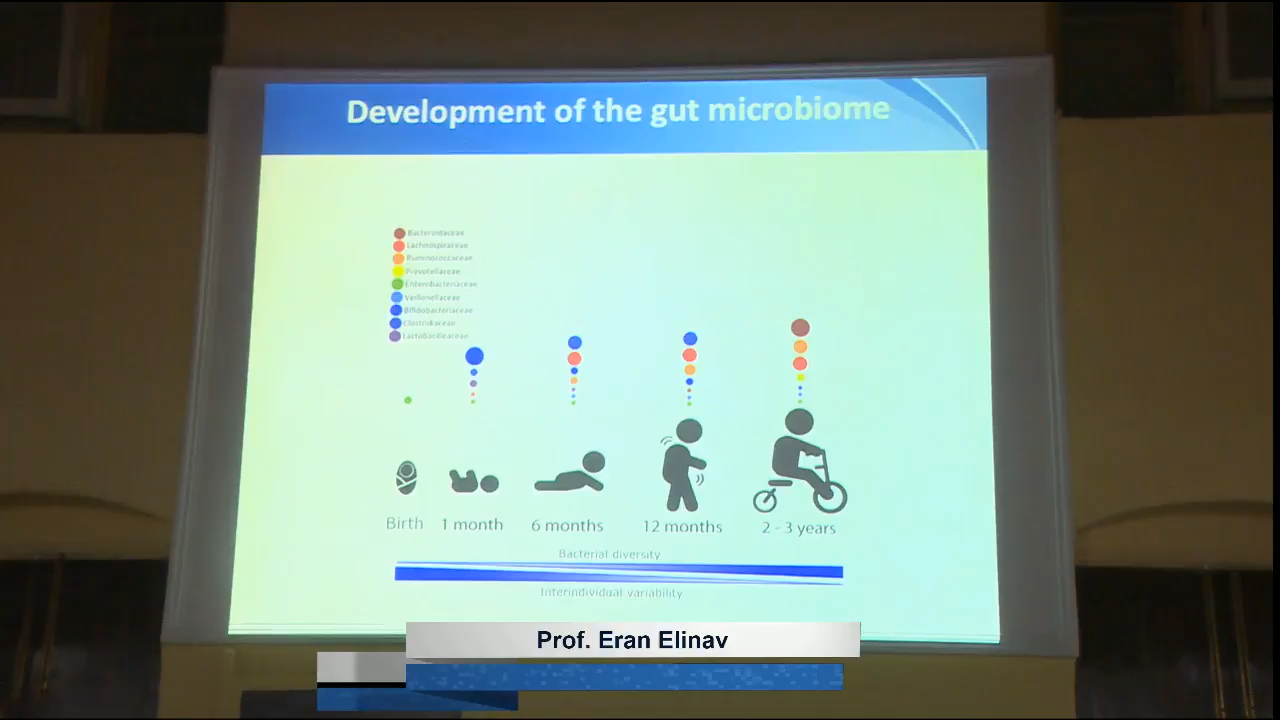 Development of the gut microbiome
Bacteroidaceae
Lachnospiraceae
Ruminococcaceae
Prevotellaceae
Enterobacteriaceae
Veillonellaceae
Bifidobacteriaceae
Clostridiaceae
Lactobacillaceae
Birth 1 month 6 months 12 months 2 - 3 years
Bacterial diversity
Interindividual variability
Prof. Eran Elinav